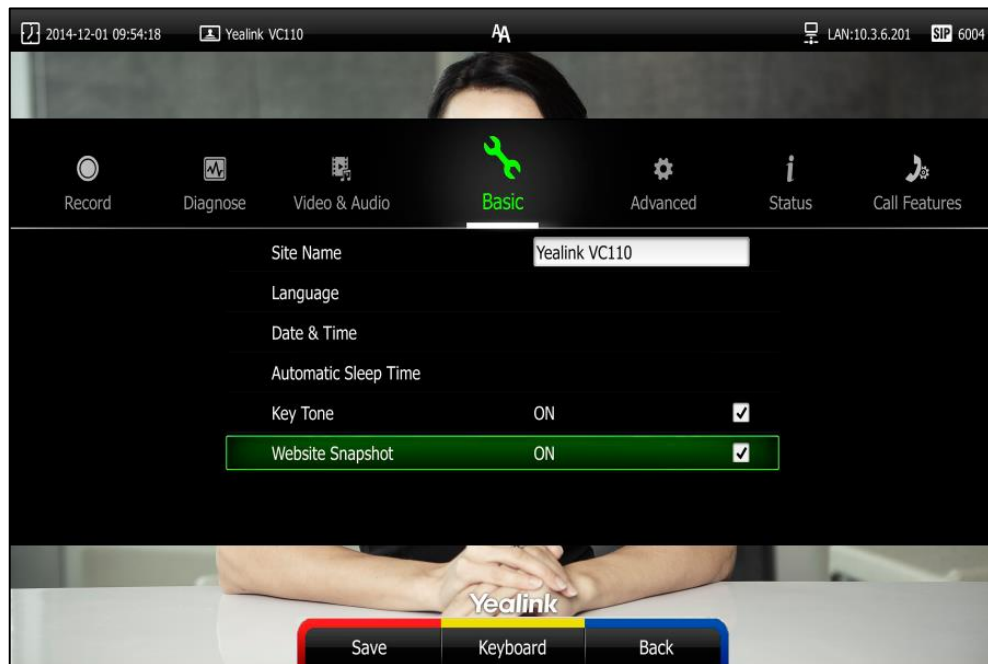 2014-12-01 09:54:18 Yealink VC110 AA LAN:10.3.6.201 SIP 6004
Record Diagnose Video & Audio Basic Advanced Status Call Features
Site Name Yealink VC110
Language
Date & Time
Automatic Sleep Time
Key Tone ON
Website Snapshot ON
Yealink
Save Keyboard Back